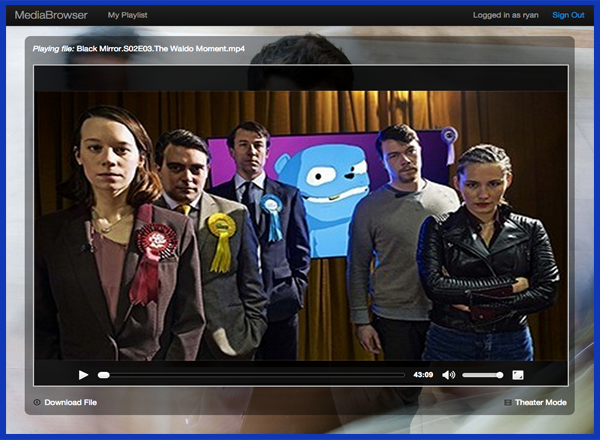 MediaBrowser My Playlist Logged in as ryan Sign Out
Playing file: Black Mirror.S02E03.The Waldo Moment.mp4
43:09
Download File Theater Mode